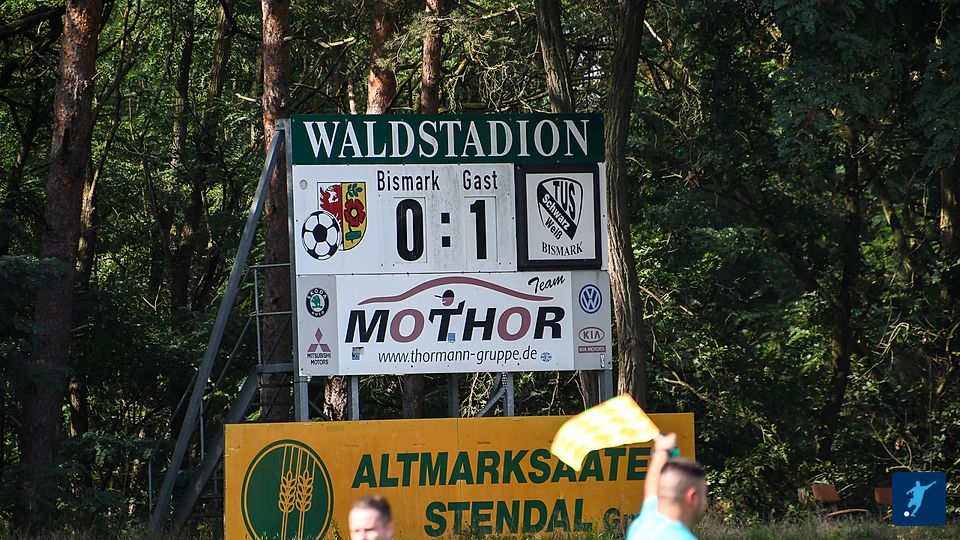 WALDSTADION
Bismark Gast
0:1
TUS
Schwarz
Weiß
BISMARK
Team
MOTHOR
www.thormann-gruppe.de
MITSUBISHI
MOTORS
KIA
KIA MOTORS
ALTMARKSAATE
STENDAL G